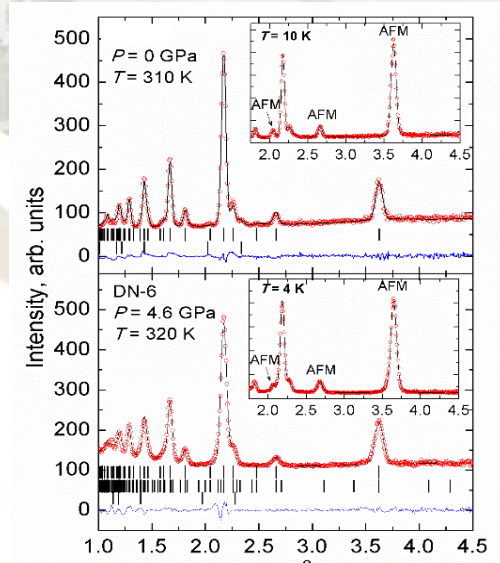 Intensity, arb. units
500
400
300
200
100
0
P = 0 GPa
T = 310 K
T = 10 K
AFM
AFM
AFM
2.0 2.5 3.0 3.5 4.0 4.5
500
400
300
200
100
0
DN-6
P = 4.6 GPa
T = 320 K
T = 4 K
AFM
AFM
AFM
2.0 2.5 3.0 3.5 4.0 4.5
1.0 1.5 2.0 2.5 3.0 3.5 4.0 4.5